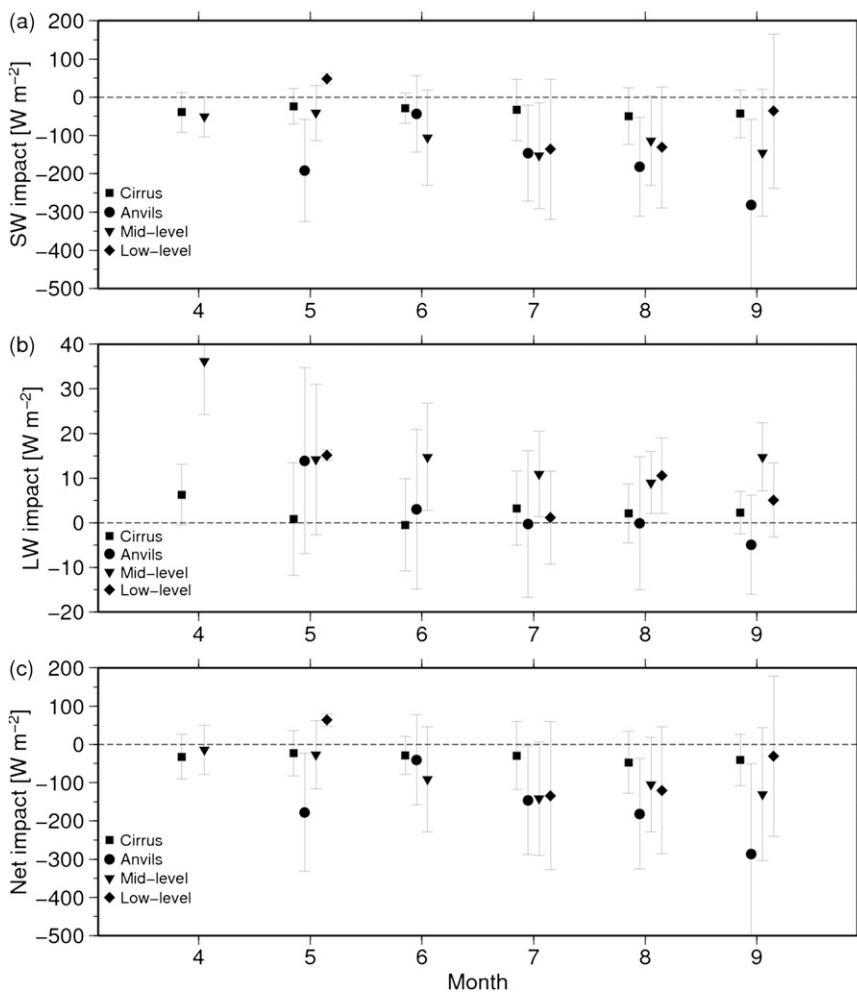 (a)
SW impact [W m−2]
200
100
0
−100
−200
−300
−400
−500
Cirrus
Anvils
Mid−level
Low−level
4 5 6 7 8 9
(b)
LW impact [W m−2]
40
30
20
10
0
−10
−20
Cirrus
Anvils
Mid−level
Low−level
4 5 6 7 8 9
(c)
Net impact [W m−2]
200
100
0
−100
−200
−300
−400
−500
Cirrus
Anvils
Mid−level
Low−level
4 5 6 7 8 9
Month